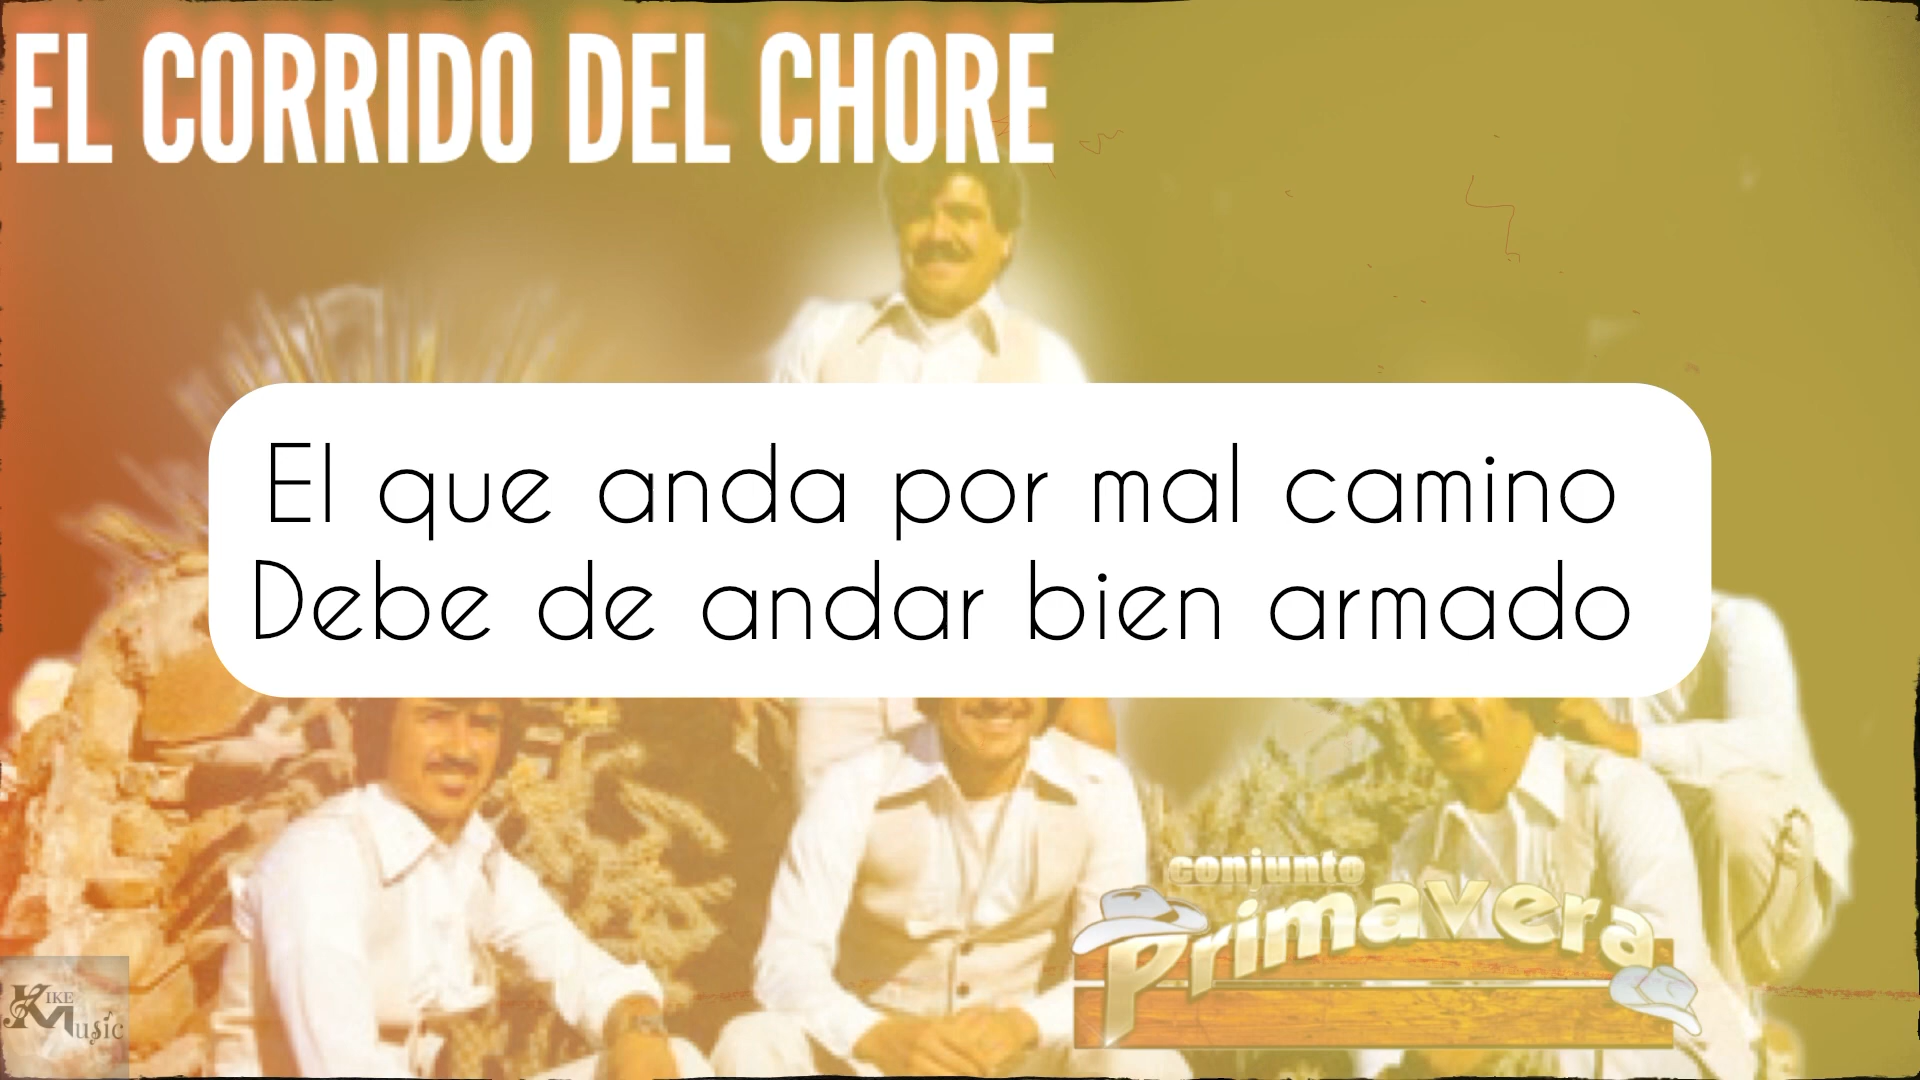 EL CORRIDO DEL CHORE
El que anda por mal camino
Debe de andar bien armado
conjunto
Primavera
KIKE
Music